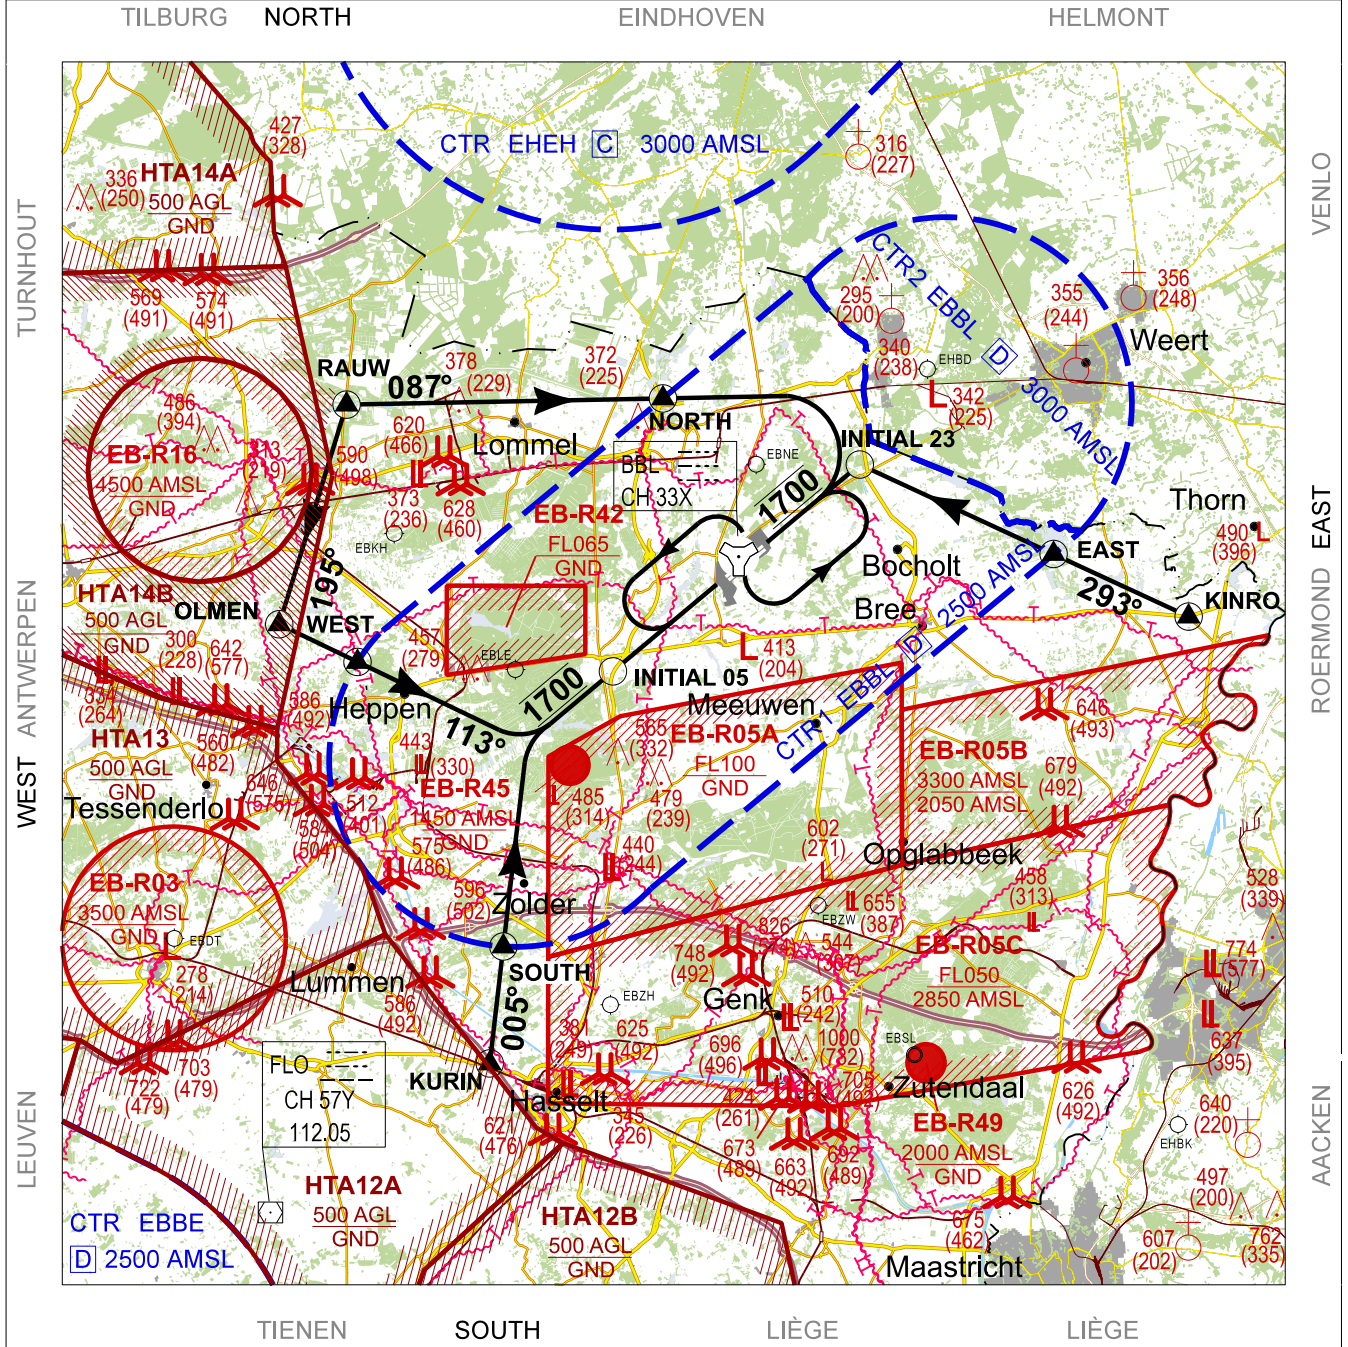 TILBURG NORTH EINDHOVEN HELMONT
TURNHOUT
WEST ANTWERPEN
LEUVEN
VENLO
ROERMOND EAST
AACKEN
TIENEN SOUTH LIÈGE LIÈGE
427
(328)
CTR EHEH C 3000 AMSL
316
(227)
336
(250)
HTA14A
500 AGL
GND
569
(491)
574
(491)
CTR2 EBBL D 3000 AMSL
295
(200)
340
(238)
EHBD
342
(225)
355
(244)
356
(248)
Weert
RAUW
087°
378
(229)
372
(225)
NORTH
INITIAL 23
486
(394)
EB-R16
4500 AMSL
GND
590
(498)
620
(466)
373
(236)
628
(460)
Lommel
BBL
CH 33X
EBNE
1700
EBKH
EB-R42
FL065
GND
Thorn
490
(396)
Bocholt
EAST
293°
KINRO
HTA14B
500 AGL
GND
OLMEN
195°
WEST
300
(228)
642
(577)
(264)
457
(279)
EBLE
Bree
413
(204)
INITIAL 05
1700
Heppen
113°
586
(492)
Meeuwen
CTR1 EBBL D 2500 AMSL
565
(332)
EB-R05A
FL100
GND
646
(493)
EB-R05B
3300 AMSL
2050 AMSL
679
(492)
HTA13
500 AGL
GND
560
(482)
646
(575)
Tessenderlo
443
(330)
EB-R45
1450 AMSL
GND
512
(401)
584
(504)
485
(314)
479
(239)
575
(486)
440
(344)
602
(271)
Opglabbeek
458
(313)
EB-R03
3500 AMSL
GND
EBDT
278
(214)
596
(502)
Zolder
655
(387)
EBZW
528
(339)
SOUTH
Lummen
586
(492)
005°
826
748
(492)
544
EB-R05C
FL050
2850 AMSL
774
(577)
EBZH
Genk
510
(242)
381
(249)
625
(492)
696
(496)
1000
(782)
EBSL
637
(395)
703
(479)
722
(479)
FLO
CH 57Y
112.05
KURIN
Hasselt
345
(226)
621
(476)
474
(261)
705
Zutendaal
626
(492)
EB-R49
2000 AMSL
GND
673
(489)
663
(492)
692
(489)
640
(220)
EHBK
497
(200)
HTA12A
500 AGL
GND
HTA12B
500 AGL
GND
675
(462)
607
(202)
762
(335)
CTR EBBE
D 2500 AMSL
Maastricht